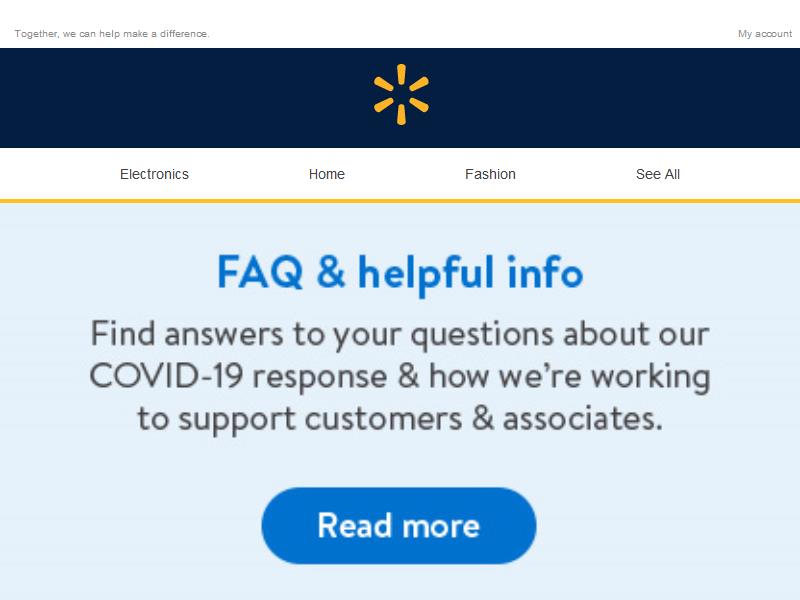 Together, we can help make a difference.
My account
Electronics
Home
Fashion
See All
FAQ & helpful info
Find answers to your questions about our
COVID-19 response & how we’re working
to support customers & associates.
Read more